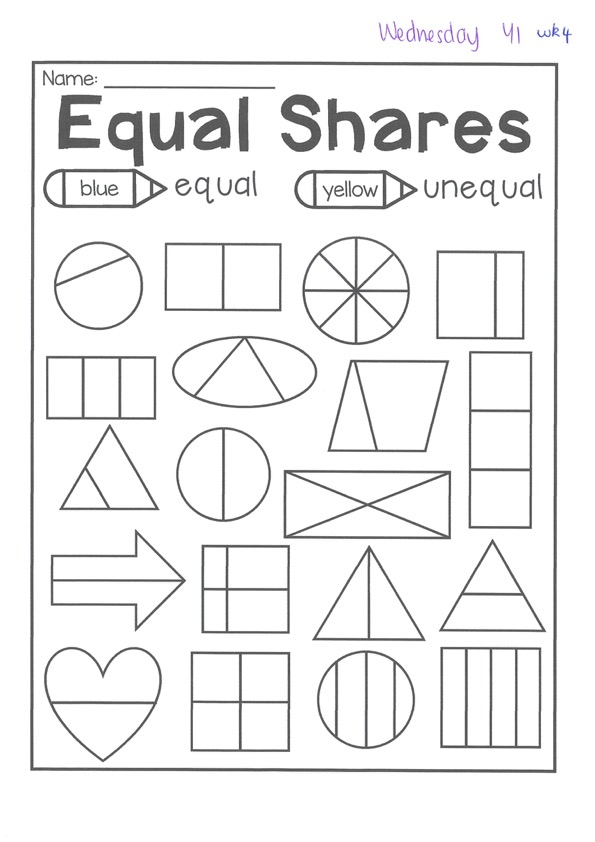 Wednesday Y1 wk4
Name:
Equal Shares
blue equal yellow unequal